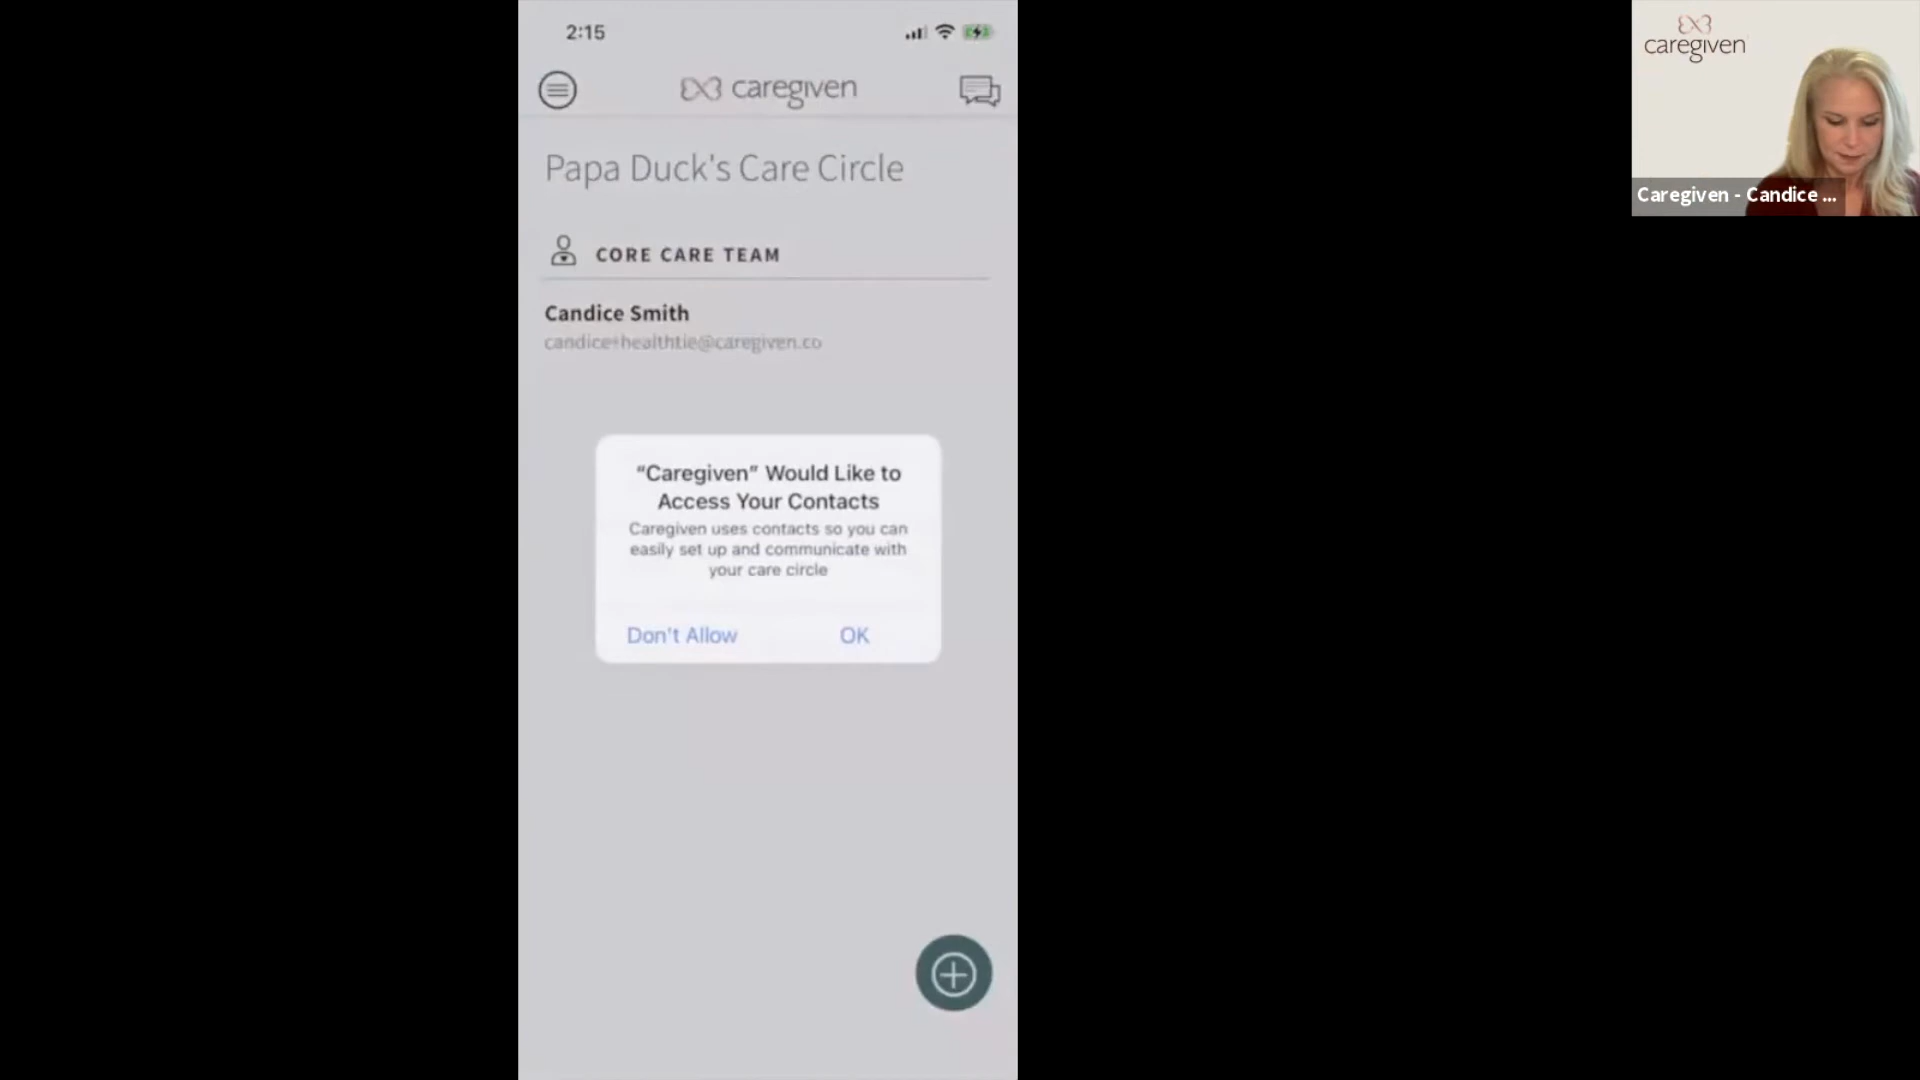 2:15
caregiven
Papa Duck's Care Circle
CORE CARE TEAM
Candice Smith
candice+healthtie@caregiven.co
“Caregiven” Would Like to
Access Your Contacts
Caregiven uses contacts so you can
easily set up and communicate with
your care circle
Don't Allow
OK
caregiven
Caregiven - Candice ...